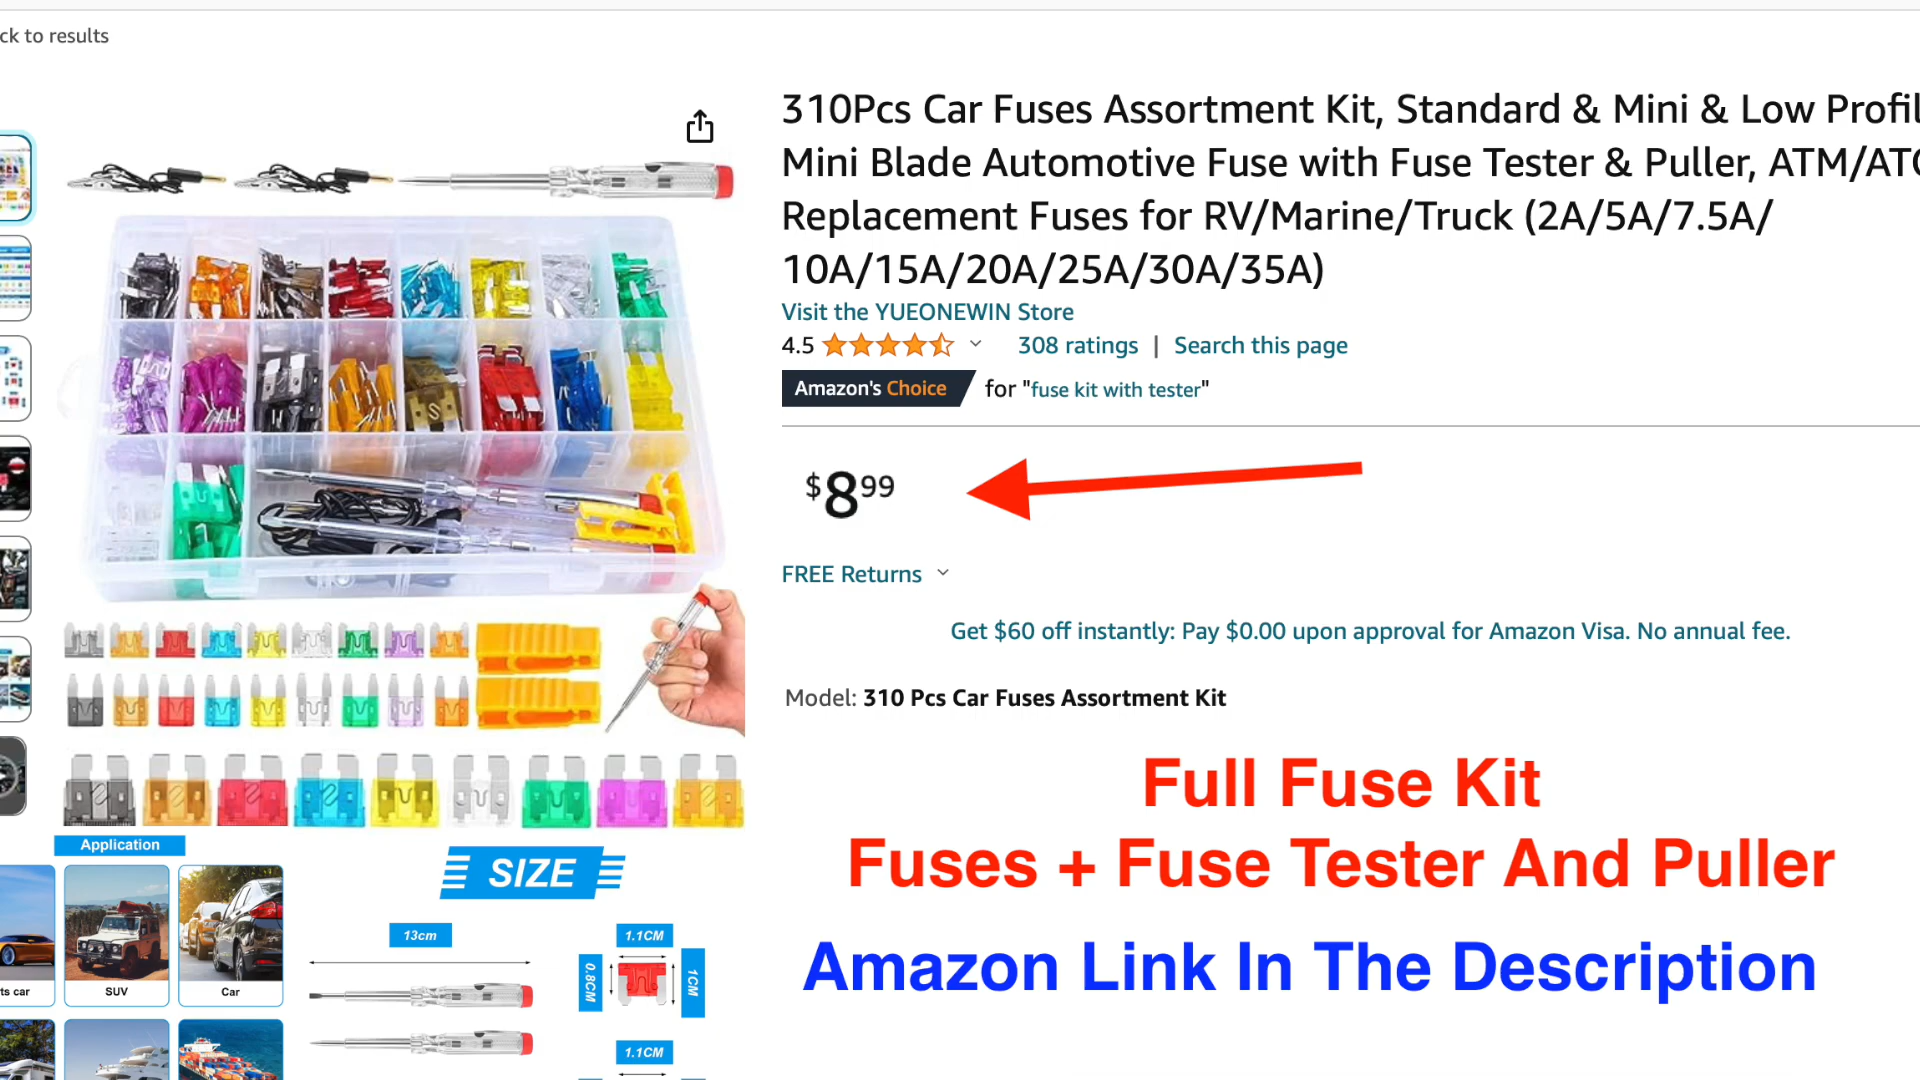 ck to results
310Pcs Car Fuses Assortment Kit, Standard & Mini & Low Profil
Mini Blade Automotive Fuse with Fuse Tester & Puller, ATM/ATC
Replacement Fuses for RV/Marine/Truck (2A/5A/7.5A/
10A/15A/20A/25A/30A/35A)
Visit the YUEONEWIN Store
4.5 308 ratings | Search this page
Amazon's Choice for "fuse kit with tester"
$8.99
FREE Returns
Get $60 off instantly: Pay $0.00 upon approval for Amazon Visa. No annual fee.
Model: 310 Pcs Car Fuses Assortment Kit
Full Fuse Kit
Fuses + Fuse Tester And Puller
Amazon Link In The Description
Application
SIZE
13cm
1.1CM
0.8CM
1CM
ts car
SUV
Car
1.1CM